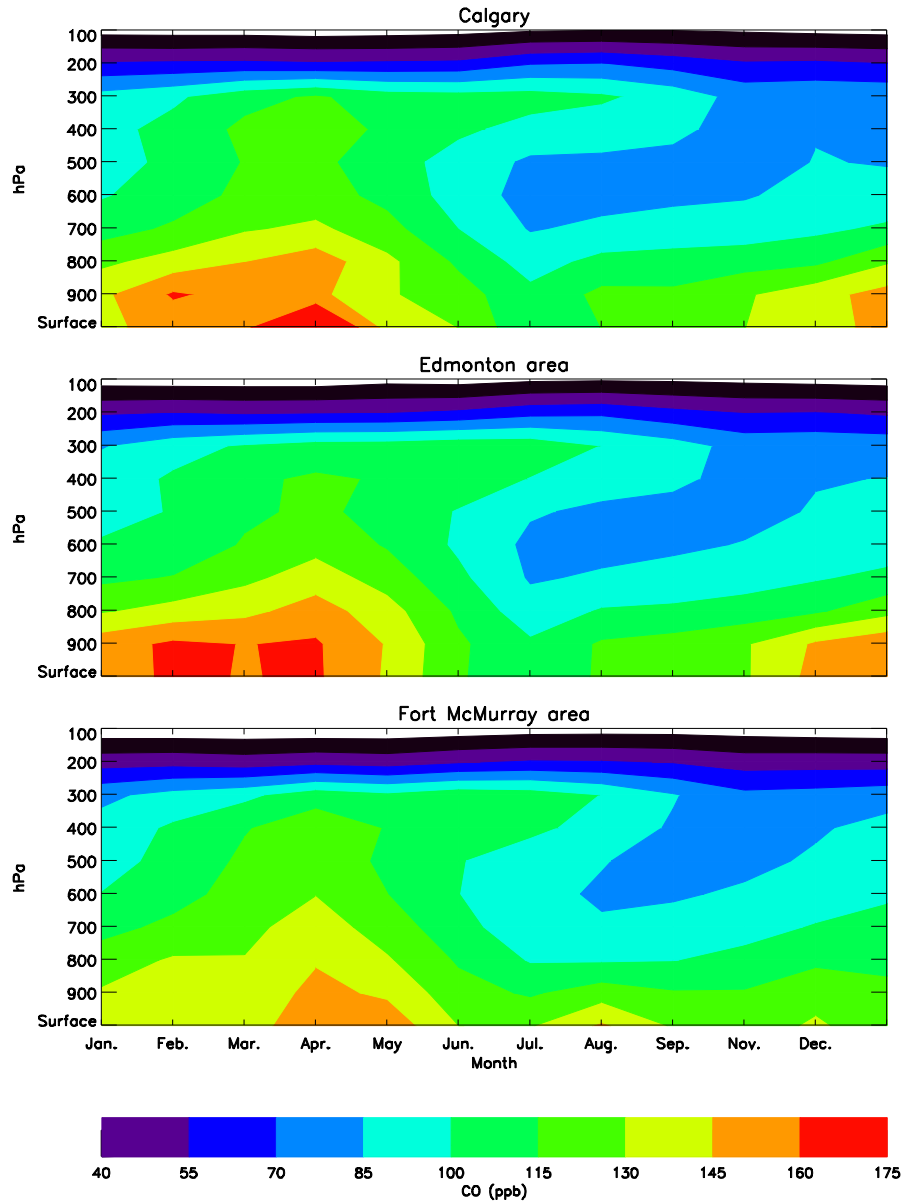 Calgary
100
200
300
400
500
600
700
800
900
Surface
hPa
Edmonton area
100
200
300
400
500
600
700
800
900
Surface
hPa
Fort McMurray area
100
200
300
400
500
600
700
800
900
Surface
hPa
Jan. Feb. Mar. Apr. May Jun. Jul. Aug. Sep. Nov. Dec.
Month
40 55 70 85 100 115 130 145 160 175
CO (ppb)